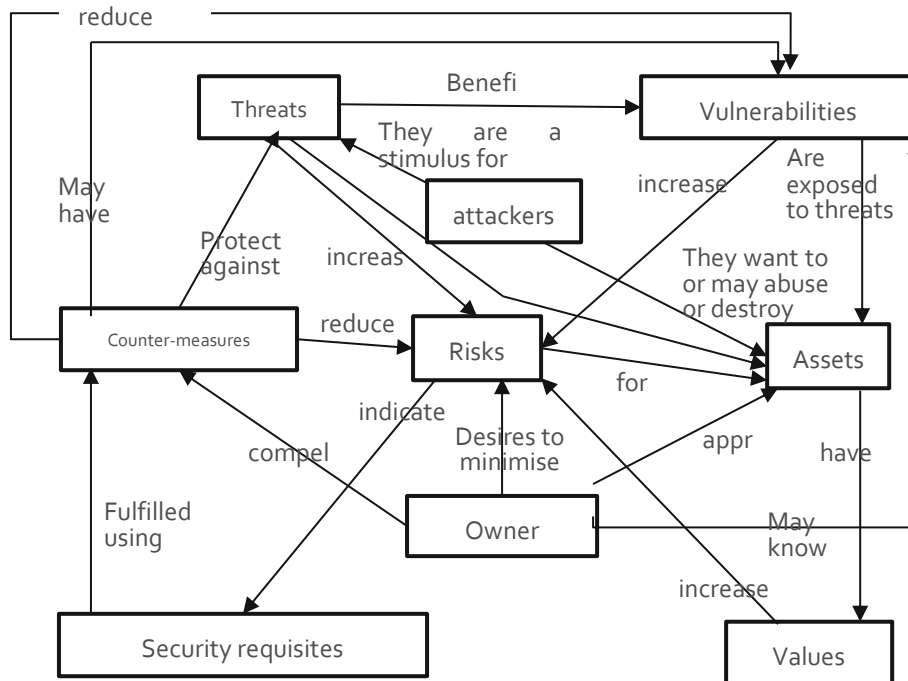 reduce
Benefi
Threats
Vulnerabilities
They are a
stimulus for
Are
exposed
to threats
May
have
increase
attackers
Protect
against
increas
They want to
or may abuse
or destroy
Counter-measures
reduce
Risks
Assets
for
indicate
Desires to
minimise
appr
have
compel
Fulfilled
using
Owner
May
know
increase
Security requisites
Values